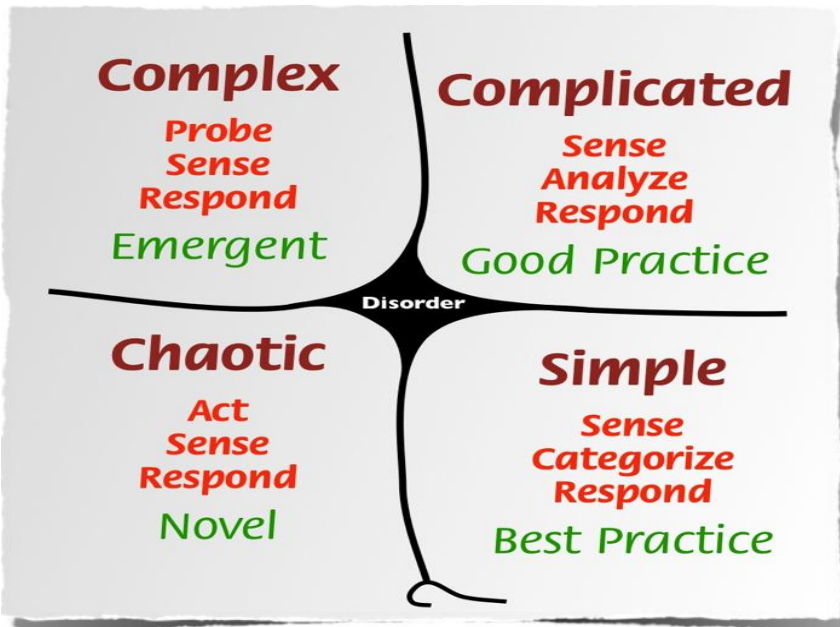 Complex
Probe
Sense
Respond
Emergent
Complicated
Sense
Analyze
Respond
Good Practice
Disorder
Chaotic
Act
Sense
Respond
Novel
Simple
Sense
Categorize
Respond
Best Practice